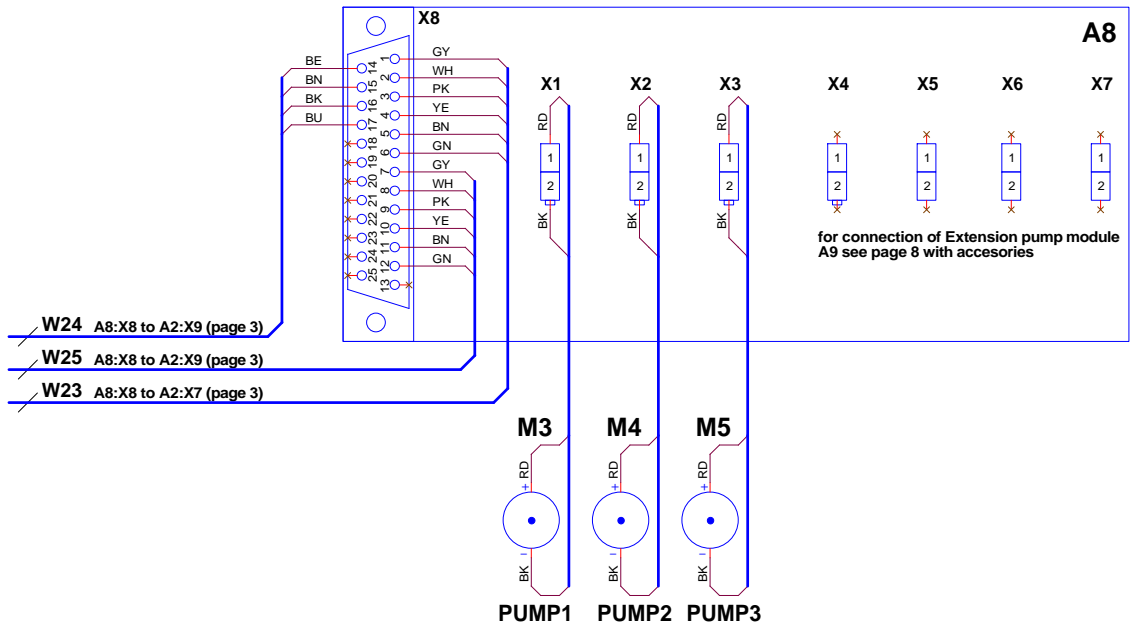 X8
A8
BE
BN
BK
BU
14
15
16
17
18
19
20
21
22
23
24
25
1
2
3
4
5
6
7
8
9
10
11
12
13
GY
WH
PK
YE
BN
GN
GY
WH
PK
YE
BN
GN
X1
X2
X3
X4
X5
X6
X7
RD
RD
RD
1
2
1
2
1
2
1
2
1
2
1
2
1
2
BK
BK
BK
for connection of Extension pump module
A9 see page 8 with accesories
W24 A8:X8 to A2:X9 (page 3)
W25 A8:X8 to A2:X9 (page 3)
W23 A8:X8 to A2:X7 (page 3)
M3
M4
M5
RD
RD
RD
+
+
+
−
−
−
BK
BK
BK
PUMP1
PUMP2
PUMP3